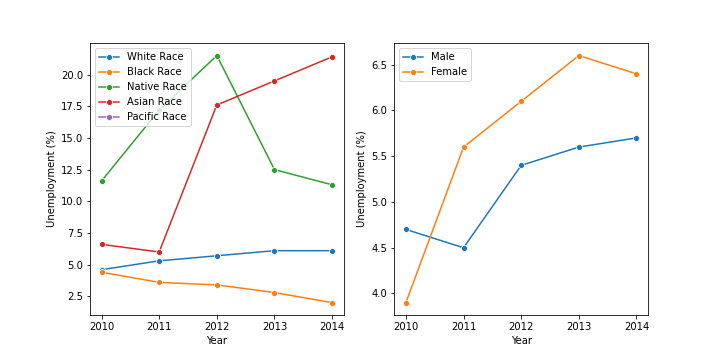 White Race
Black Race
Native Race
Asian Race
Pacific Race
20.0
17.5
15.0
12.5
10.0
7.5
5.0
2.5
Unemployment (%)
2010 2011 2012 2013 2014
Year
Male
Female
6.5
6.0
5.5
5.0
4.5
4.0
Unemployment (%)
2010 2011 2012 2013 2014
Year